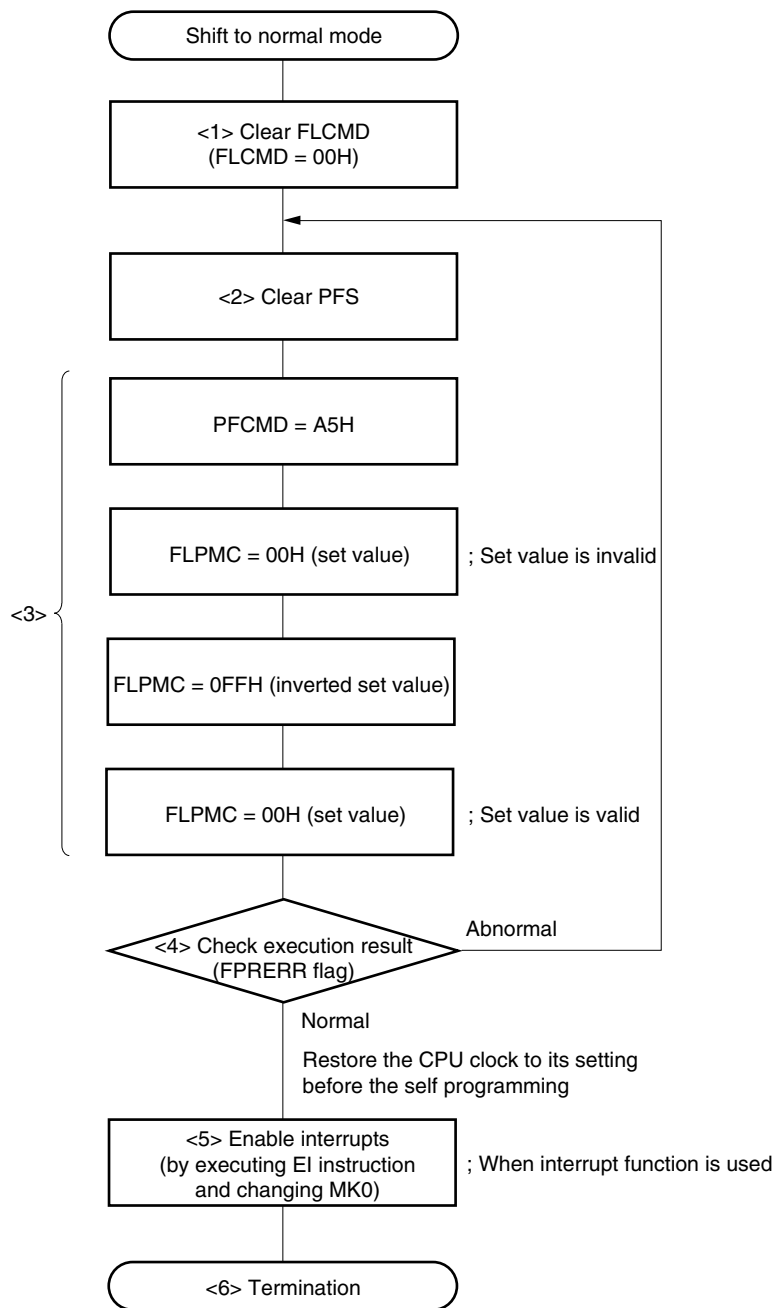 Shift to normal mode
<1> Clear FLCMD
(FLCMD = 00H)
<2> Clear PFS
<3>
PFCMD = A5H
FLPMC = 00H (set value)
; Set value is invalid
FLPMC = 0FFH (inverted set value)
FLPMC = 00H (set value)
; Set value is valid
<4> Check execution result
(FPRERR flag)
Abnormal
Normal
Restore the CPU clock to its setting
before the self programming
<5> Enable interrupts
(by executing EI instruction
and changing MK0)
; When interrupt function is used
<6> Termination